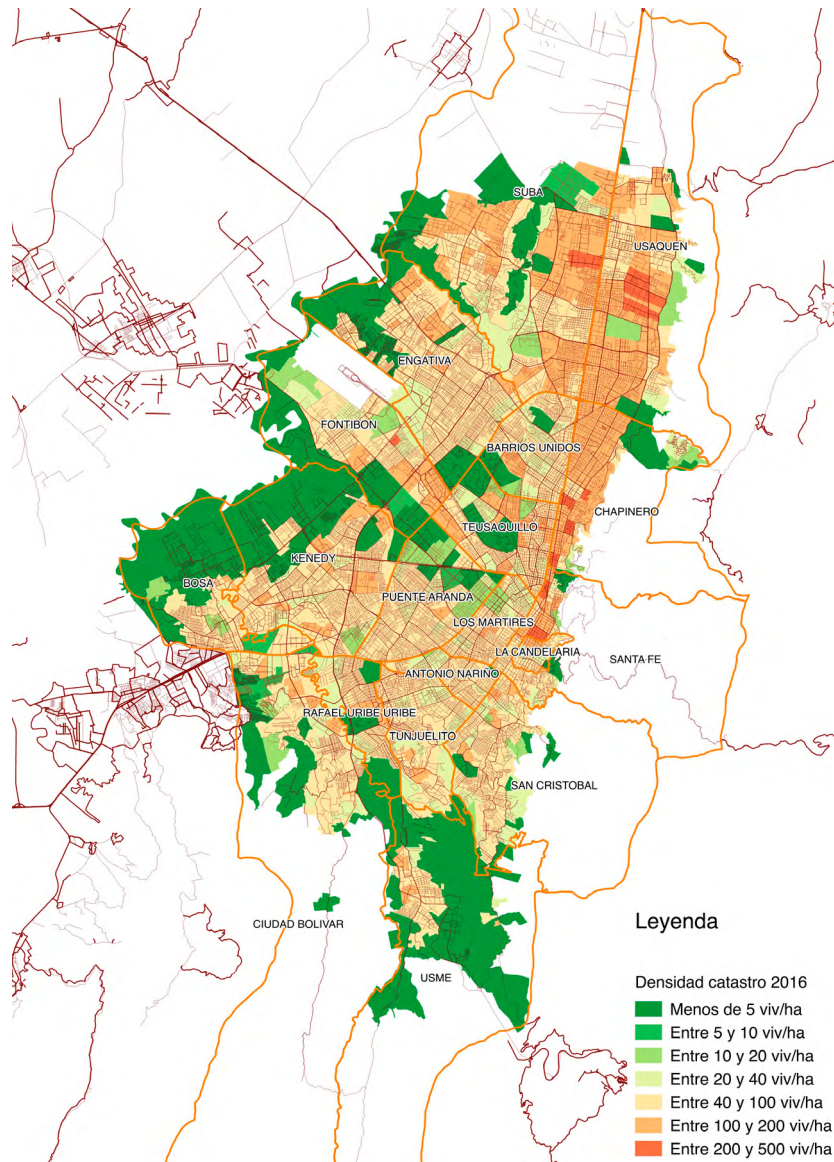 SUBA
USAQUEN
ENGATIVA
FONTIBON
BARRIOS UNIDOS
CHAPINERO
TEUSAQUILLO
KENEDY
BOSA
PUENTE ARANDA
LOS MARTIRES
LA CANDELARIA
SANTA FE
ANTONIO NARIÑO
RAFAEL URIBE URIBE
TUNJUELITO
SAN CRISTOBAL
CIUDAD BOLIVAR
USME
Leyenda
Densidad catastro 2016
Menos de 5 viv/ha
Entre 5 y 10 viv/ha
Entre 10 y 20 viv/ha
Entre 20 y 40 viv/ha
Entre 40 y 100 viv/ha
Entre 100 y 200 viv/ha
Entre 200 y 500 viv/ha